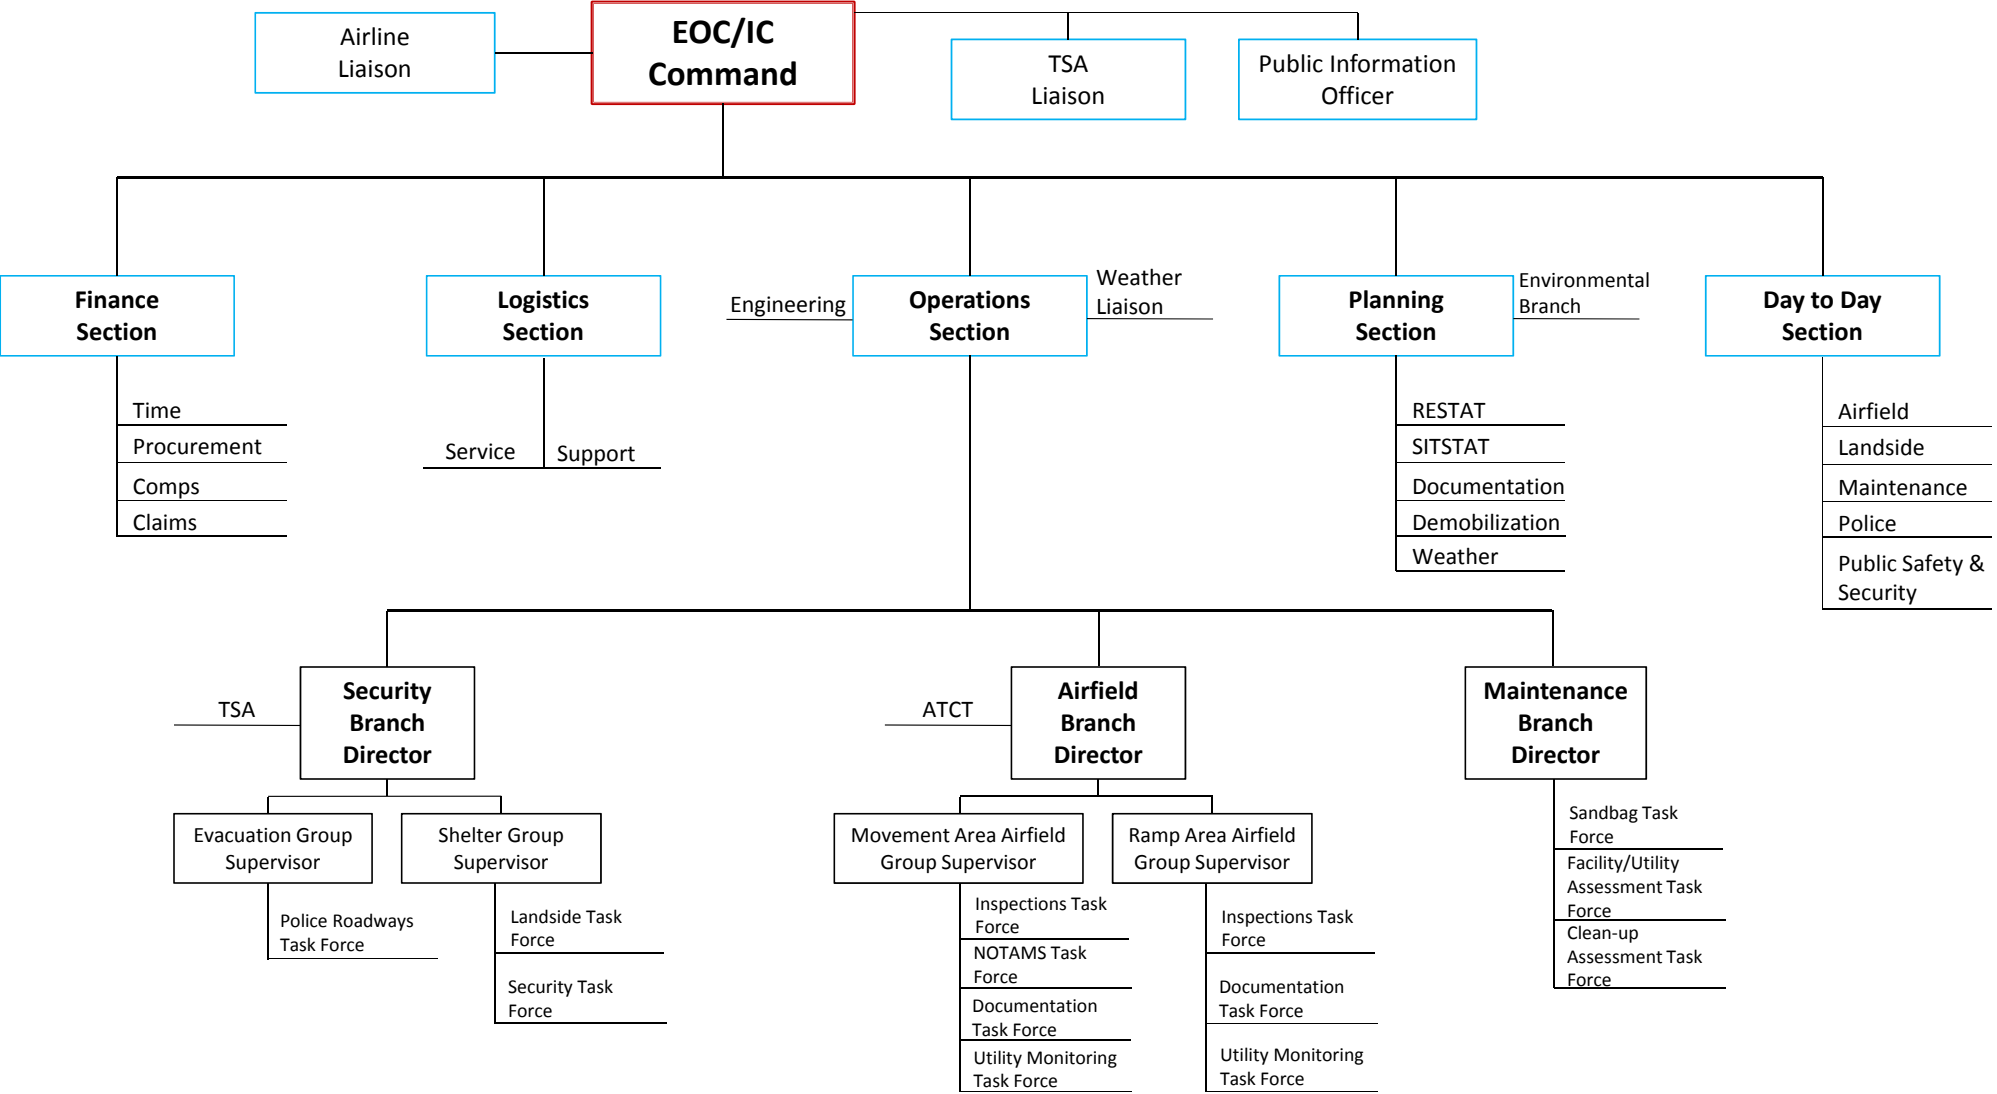 Airline
Liaison
EOC/IC
Command
TSA
Liaison
Public Information
Officer
Finance
Section
Time
Procurement
Comps
Claims
Logistics
Section
Service
Support
Engineering
Operations
Section
Weather
Liaison
Planning
Section
Environmental
Branch
RESTAT
SITSTAT
Documentation
Demobilization
Weather
Day to Day
Section
Airfield
Landside
Maintenance
Police
Public Safety &
Security
TSA
Security
Branch
Director
Evacuation Group
Supervisor
Police Roadways
Task Force
Shelter Group
Supervisor
Landside Task
Force
Security Task
Force
ATCT
Airfield
Branch
Director
Movement Area Airfield
Group Supervisor
Inspections Task
Force
NOTAMS Task
Force
Documentation
Task Force
Utility Monitoring
Task Force
Ramp Area Airfield
Group Supervisor
Inspections Task
Force
Documentation
Task Force
Utility Monitoring
Task Force
Maintenance
Branch
Director
Sandbag Task
Force
Facility/Utility
Assessment Task
Force
Clean-up
Assessment Task
Force